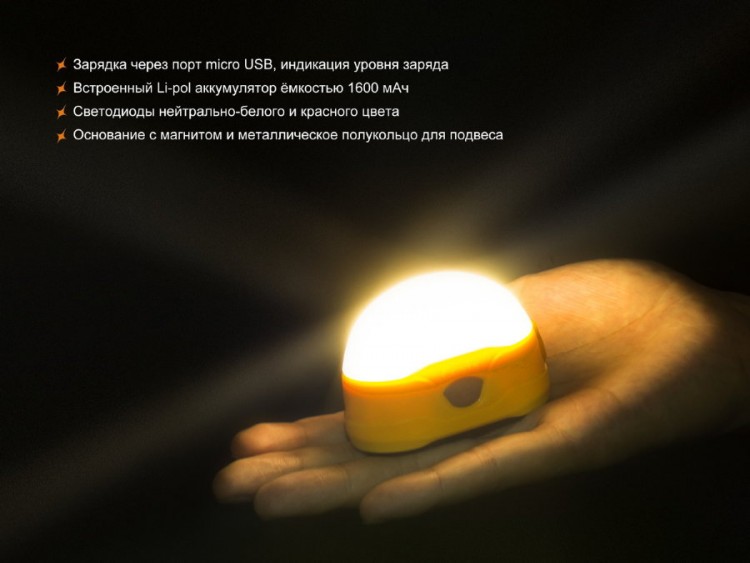 Зарядка через порт micro USB, индикация уровня заряда
Встроенный Li-pol аккумулятор ёмкостью 1600 мАч
Светодиоды нейтрально-белого и красного цвета
Основание с магнитом и металлическое полукольцо для подвеса